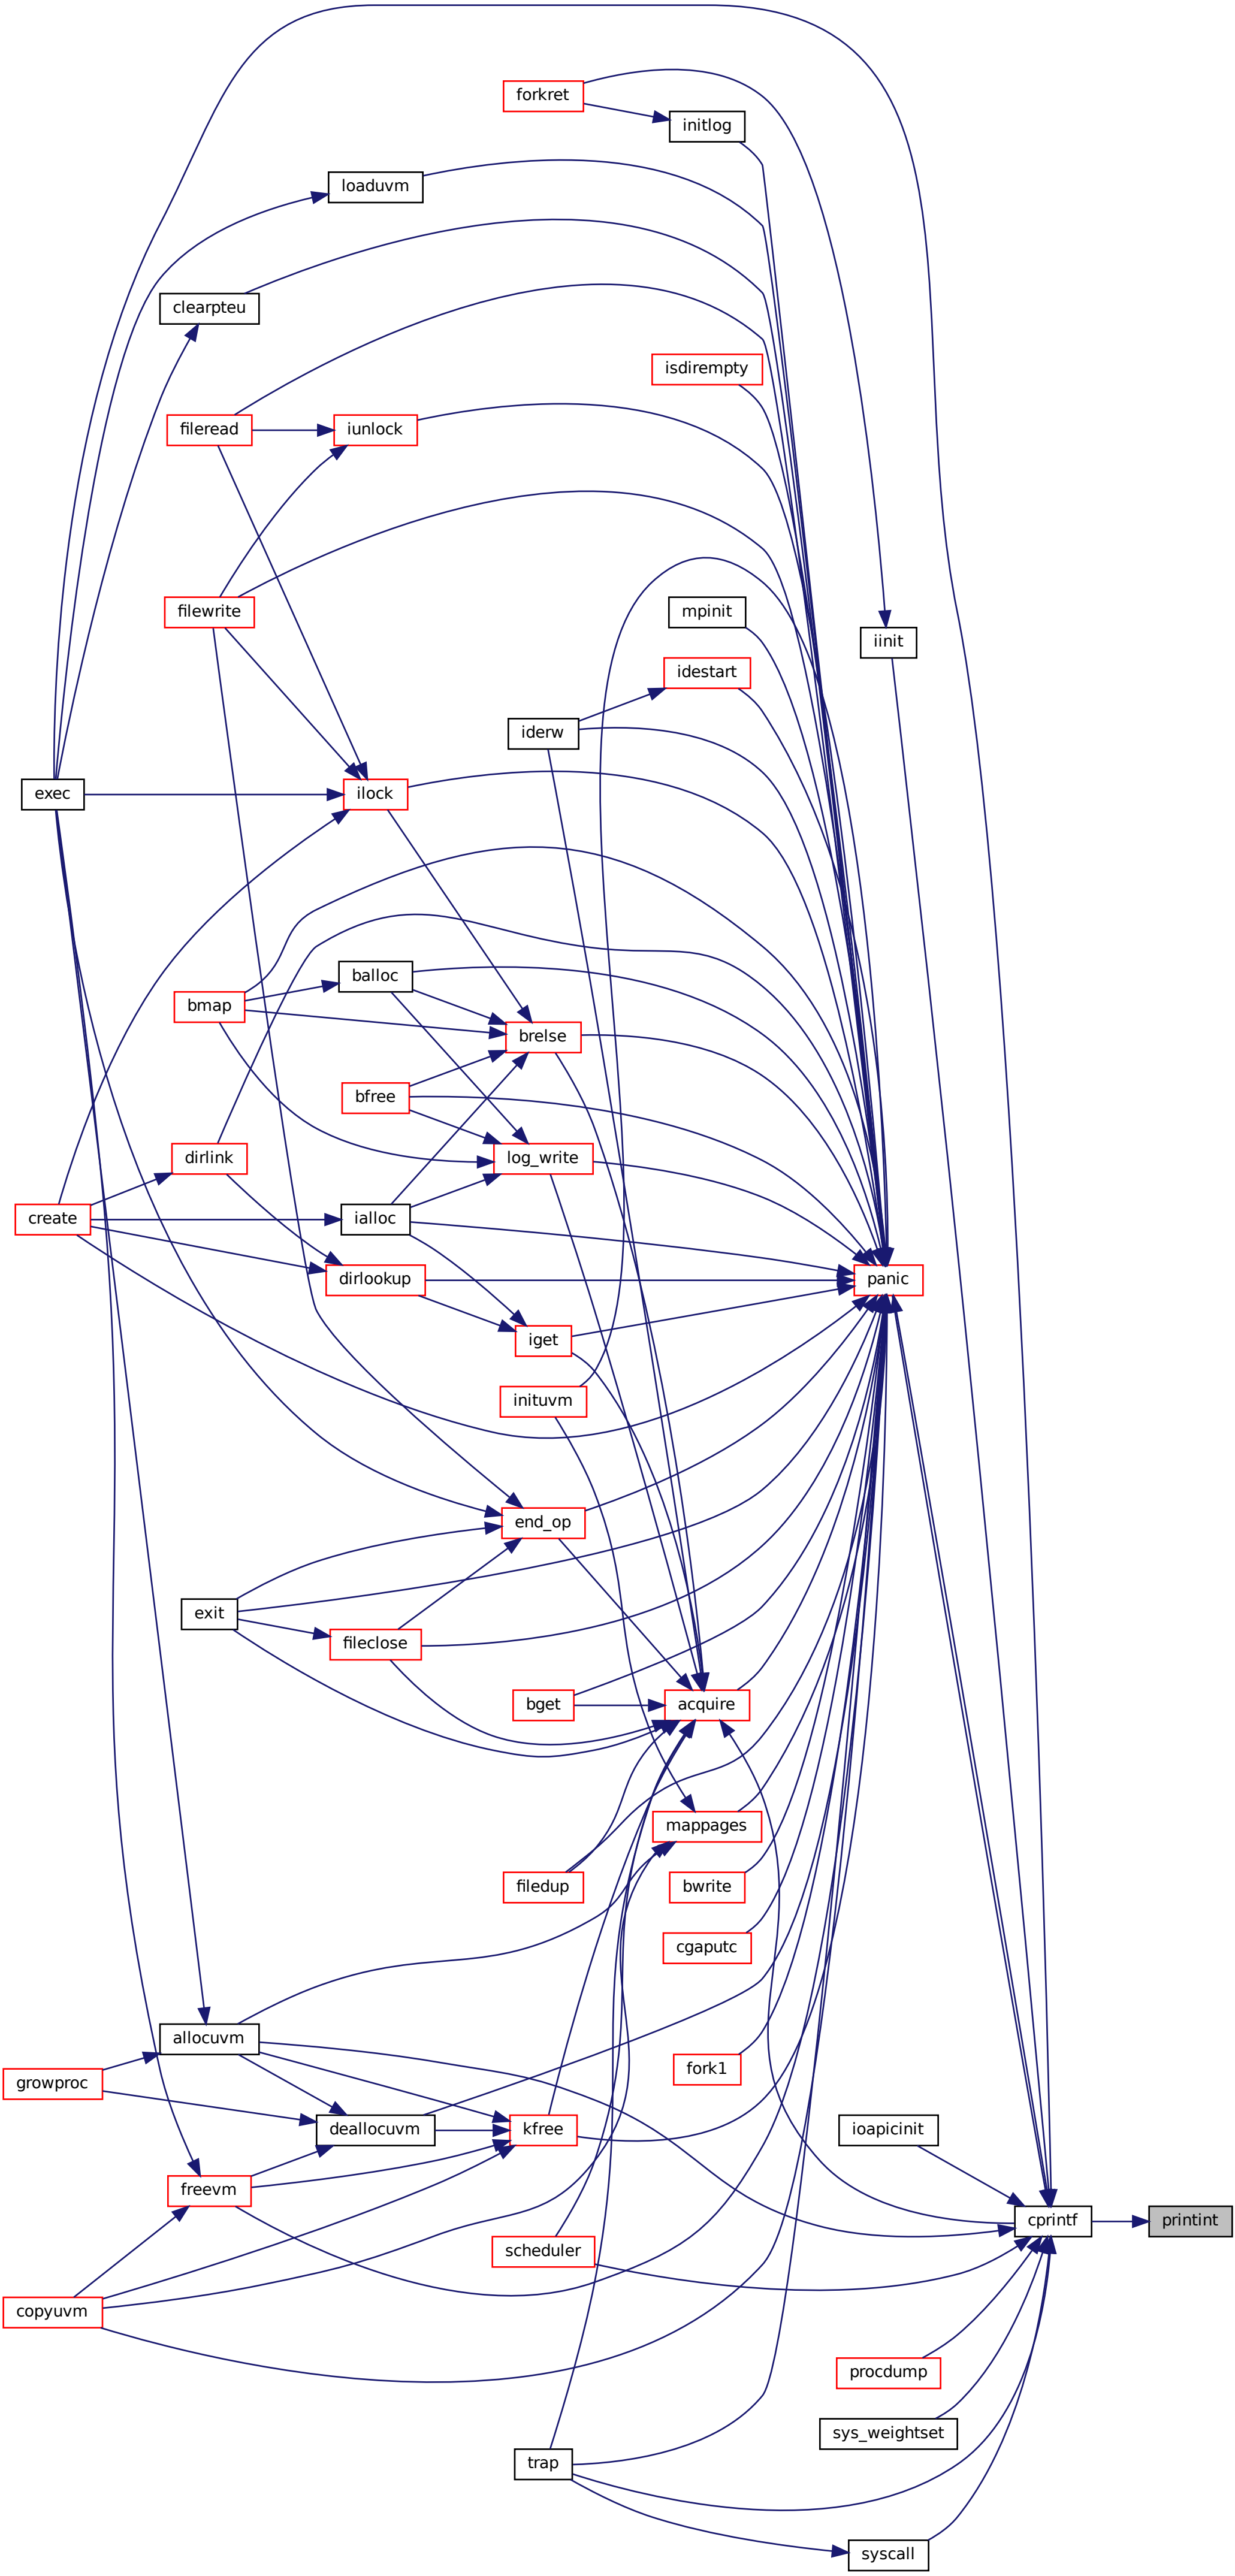 forkret
initlog
loaduvm
clearpteu
isdirempty
fileread
iunlock
filewrite
mpinit
iinit
idestart
iderw
exec
ilock
balloc
bmap
brelse
bfree
dirlink
log_write
create
ialloc
dirlookup
panic
iget
inituvm
end_op
exit
fileclose
bget
acquire
mappages
filedup
bwrite
cgaputc
allocuvm
growproc
fork1
deallocuvm
kfree
ioapicinit
freevm
cprintf
printint
scheduler
copyuvm
procdump
sys_weightset
trap
syscall